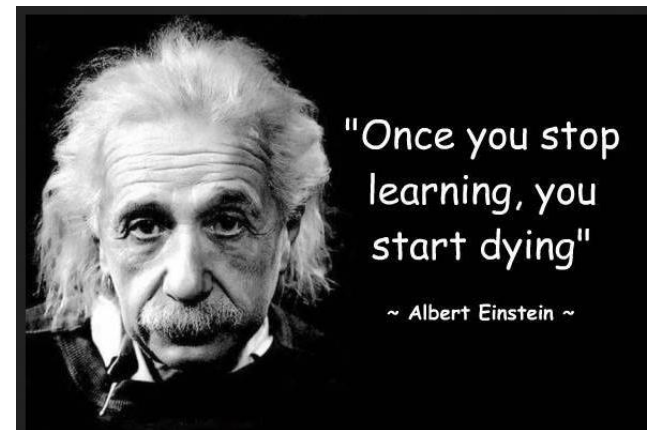 "Once you stop
learning, you
start dying"
~ Albert Einstein ~